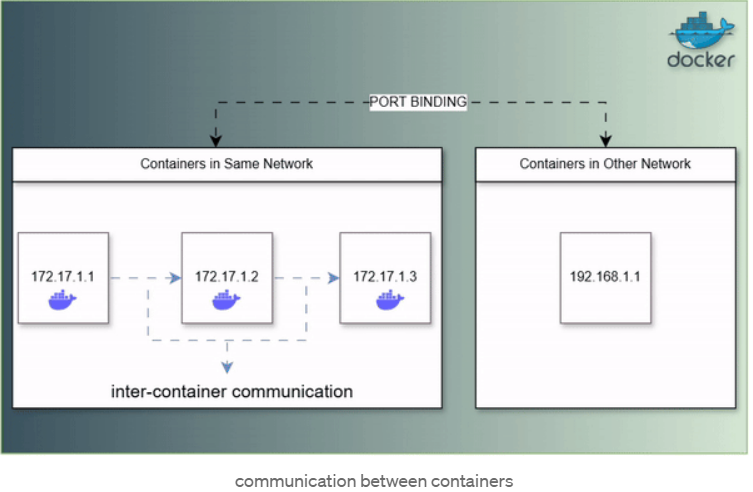 docker
PORT BINDING
Containers in Same Network
Containers in Other Network
172.17.1.1
172.17.1.2
172.17.1.3
192.168.1.1
inter-container communication
communication between containers